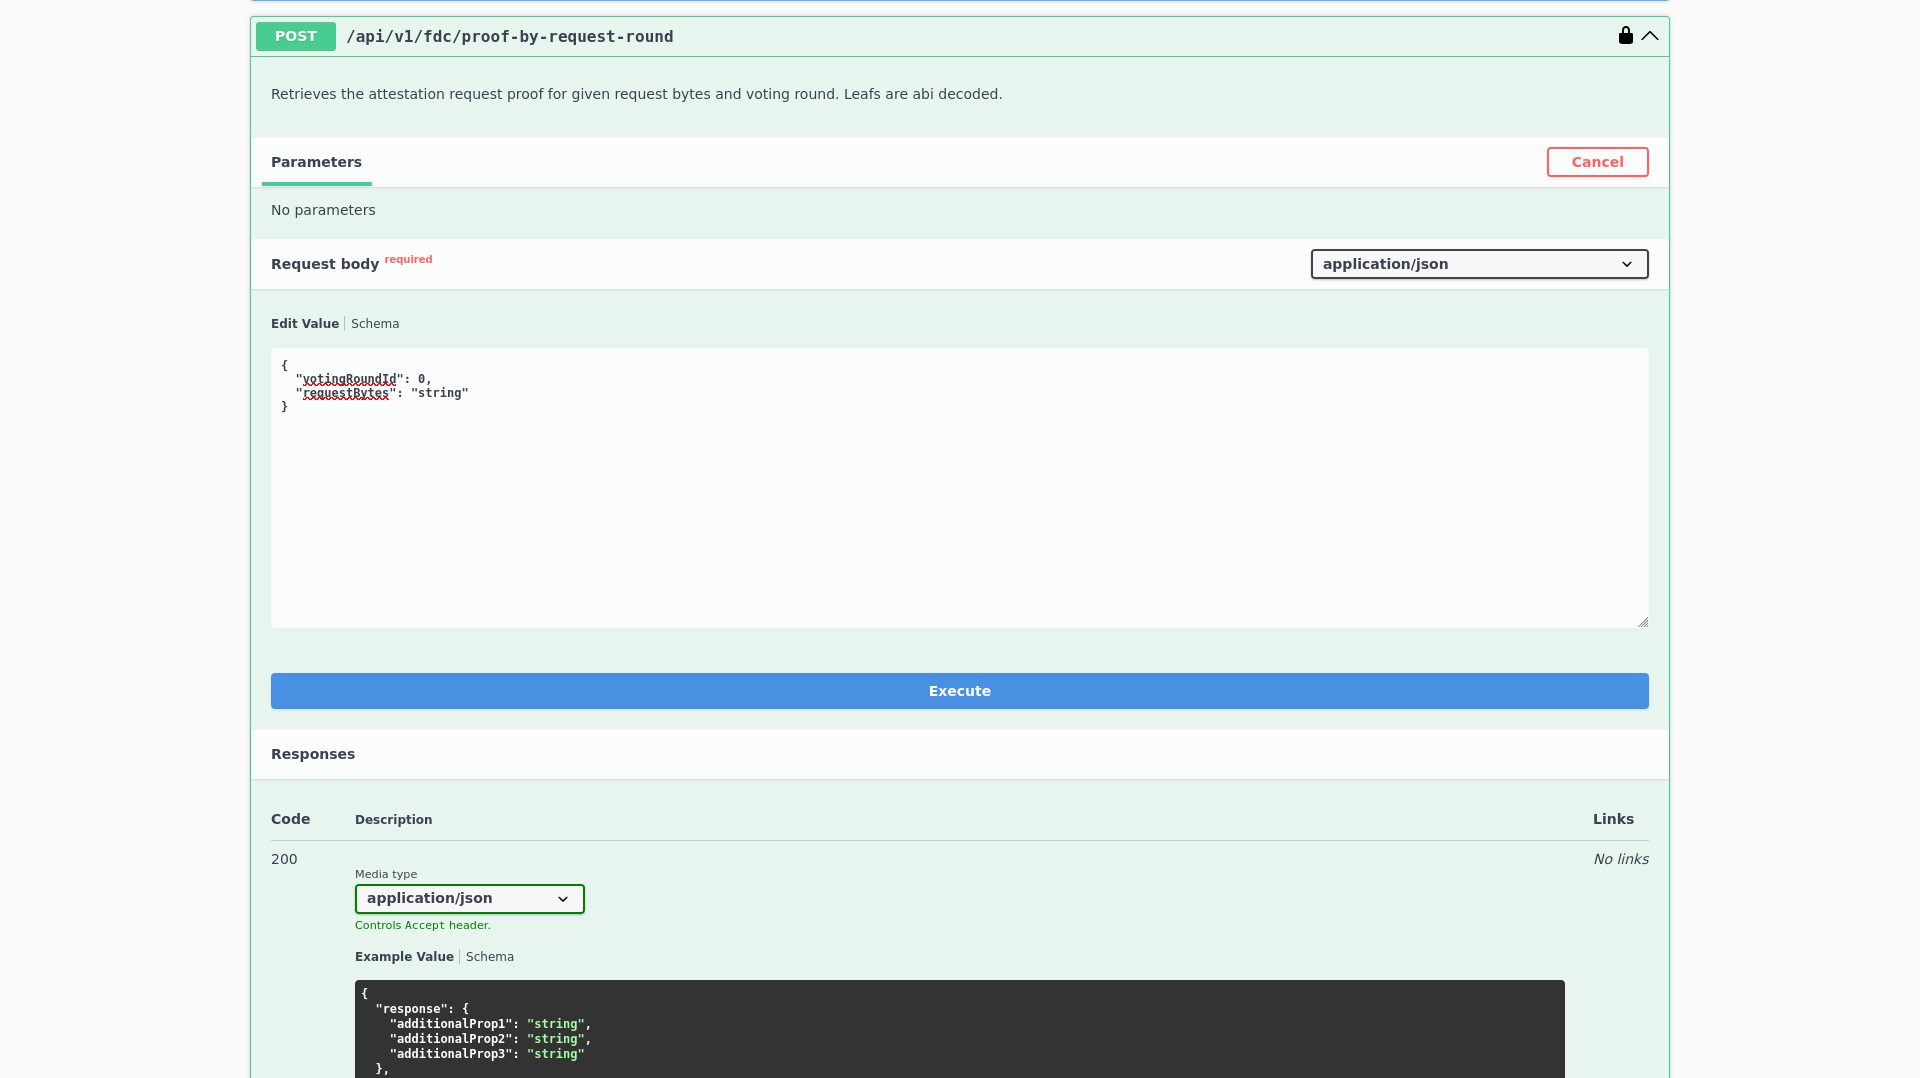 POST /api/v1/fdc/proof-by-request-round
Retrieves the attestation request proof for given request bytes and voting round. Leafs are abi decoded.
Parameters Cancel
No parameters
Request body required application/json
Edit Value Schema
{
"votingRoundId": 0,
"requestBytes": "string"
}
Execute
Responses
Code Description Links
200 No links
Media type
application/json
Controls Accept header.
Example Value Schema
{
"response": {
"additionalProp1": "string",
"additionalProp2": "string",
"additionalProp3": "string"
},